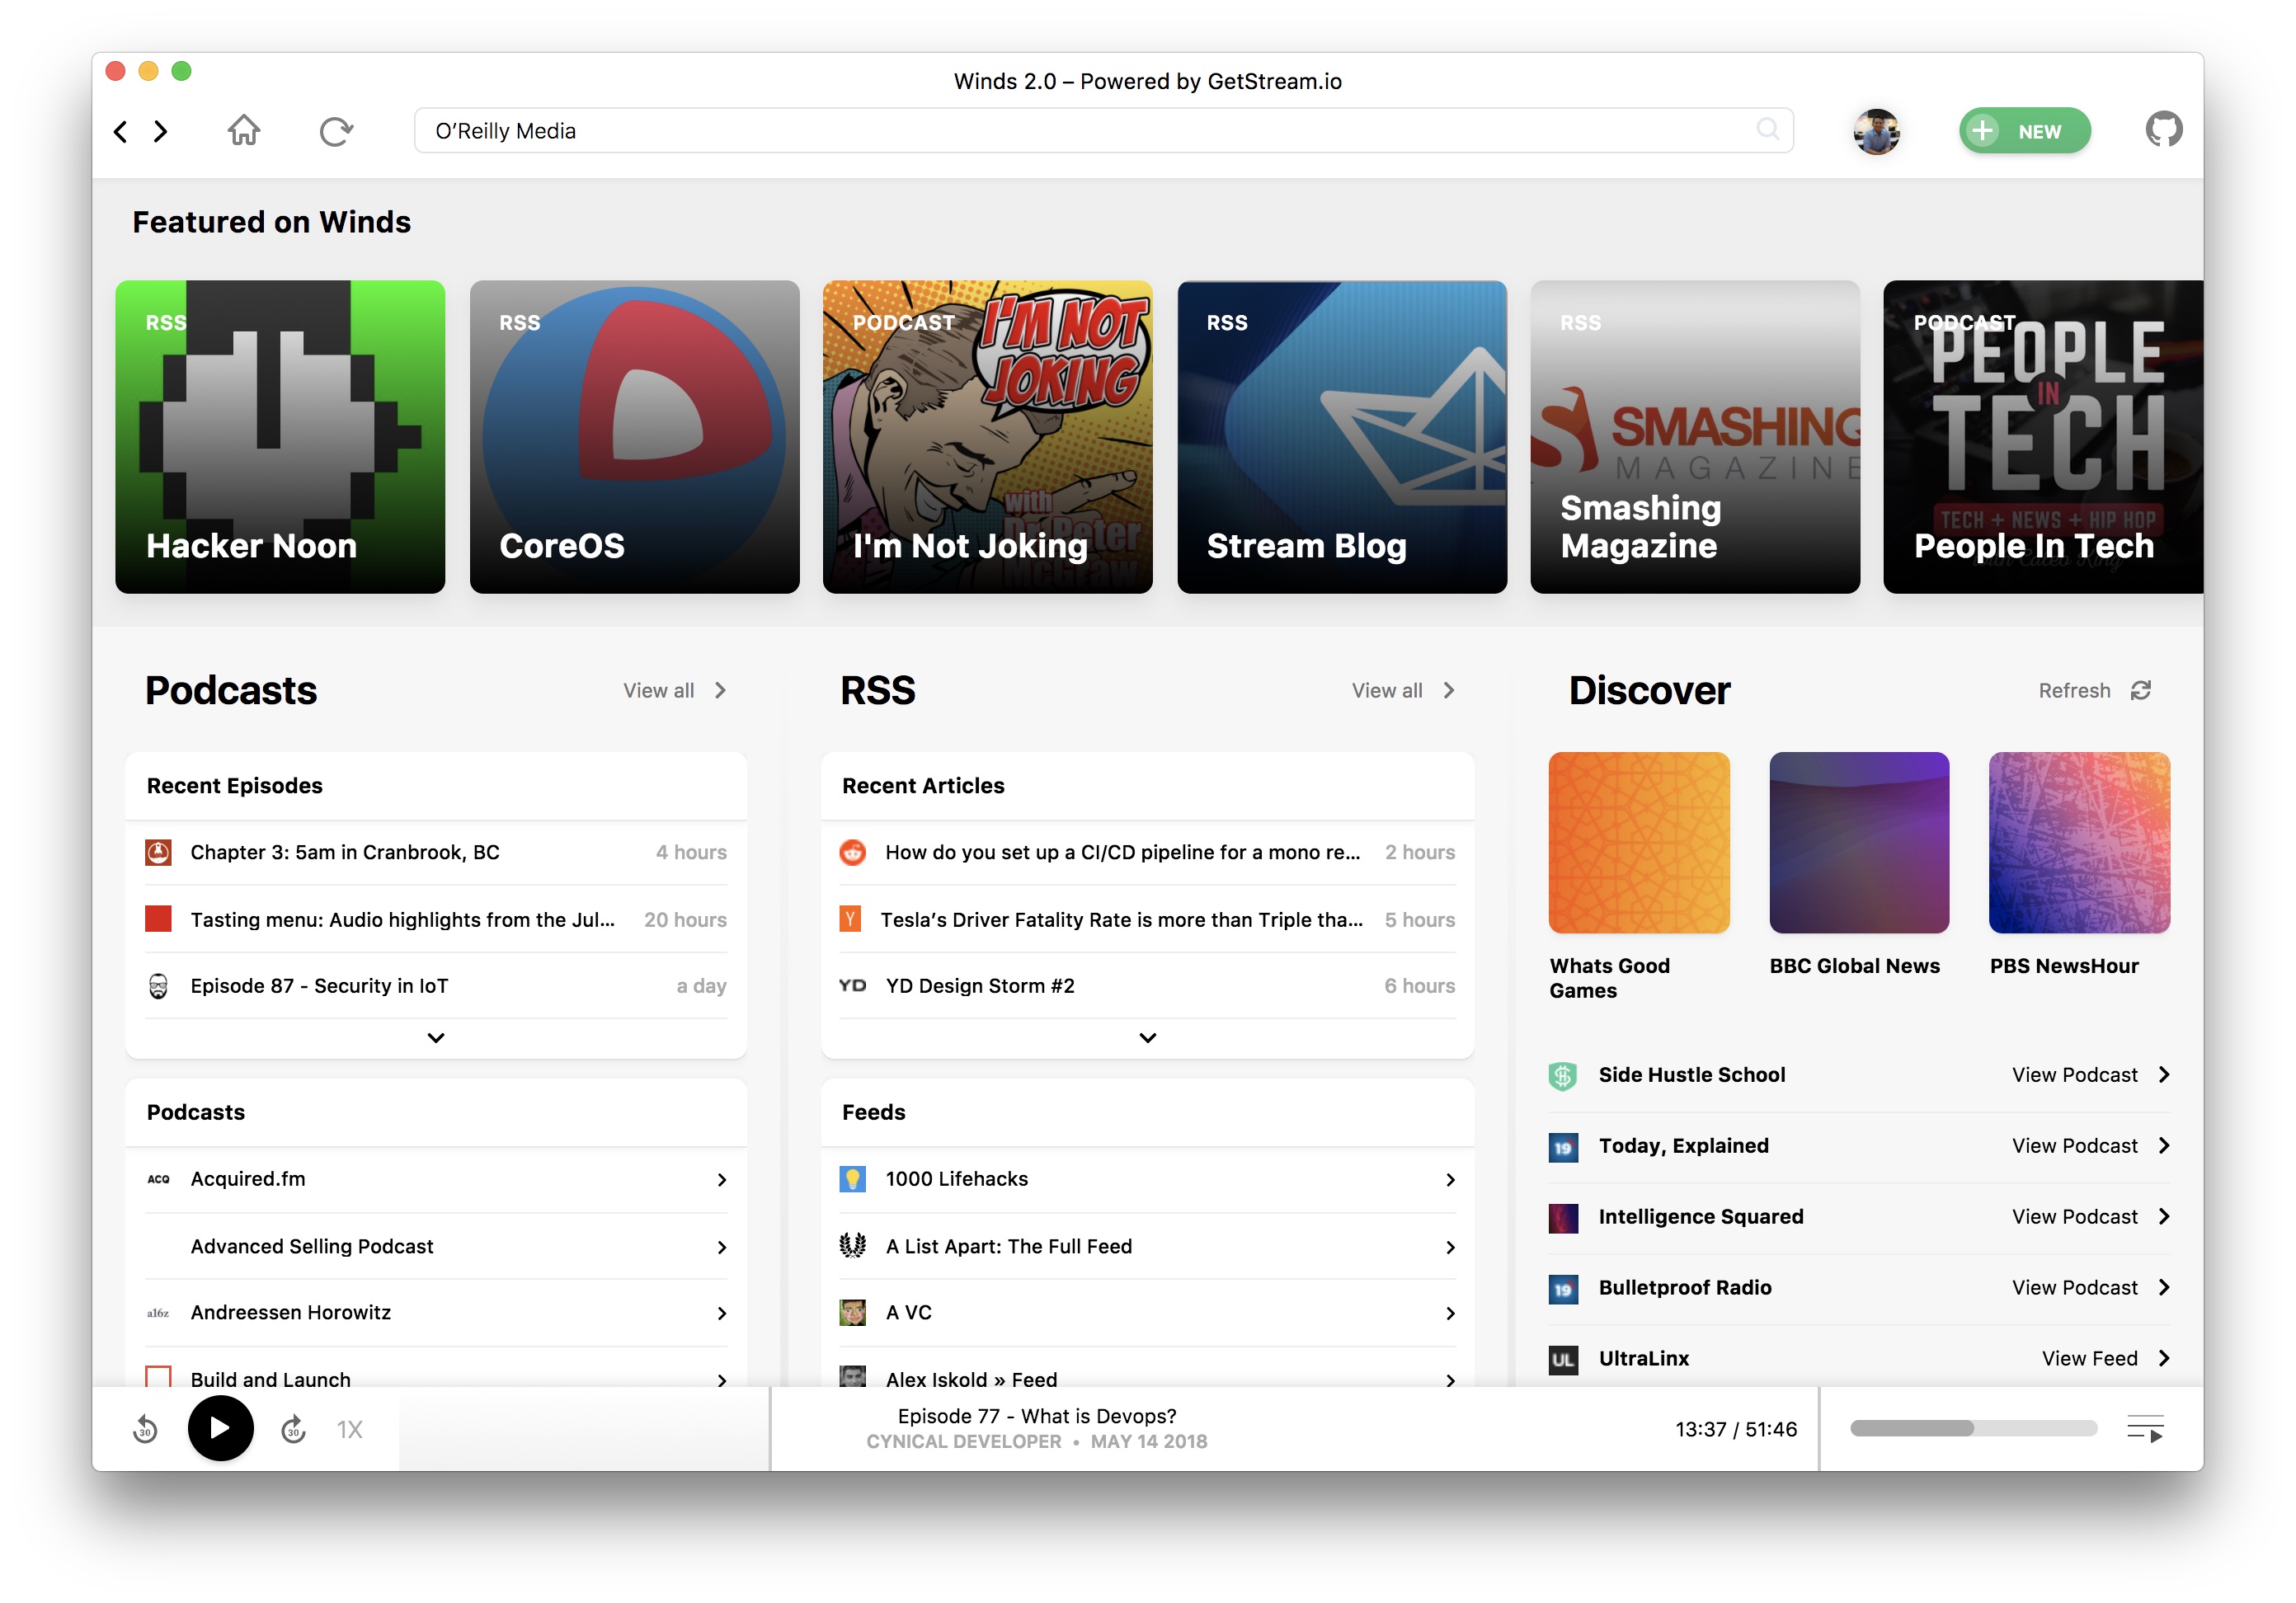 Winds 2.0 – Powered by GetStream.io
O’Reilly Media
NEW
Featured on Winds
RSS
Hacker Noon
RSS
CoreOS
PODCAST
I'M NOT
JOKING
with
Dr. Peter
McGraw
I'm Not Joking
RSS
Stream Blog
RSS
SMASHING
MAGAZINE
Smashing
Magazine
PODCAST
PEOPLE
IN
TECH
TECH + NEWS + HIP HOP
People In Tech
with Caleb King
Podcasts
View all
Recent Episodes
Chapter 3: 5am in Cranbrook, BC 4 hours
Tasting menu: Audio highlights from the Jul... 20 hours
Episode 87 - Security in IoT a day
Podcasts
ACQ Acquired.fm
Advanced Selling Podcast
a16z Andreessen Horowitz
Build and Launch
RSS
View all
Recent Articles
How do you set up a CI/CD pipeline for a mono re... 2 hours
Y Tesla’s Driver Fatality Rate is more than Triple tha... 5 hours
YD YD Design Storm #2 6 hours
Feeds
1000 Lifehacks
A List Apart: The Full Feed
A VC
Alex Iskold » Feed
Discover
Refresh
Whats Good
Games
BBC Global News
PBS NewsHour
Side Hustle School View Podcast
19 Today, Explained View Podcast
Intelligence Squared View Podcast
19 Bulletproof Radio View Podcast
UL UltraLinx View Feed
30
30
1X
Episode 77 - What is Devops?
CYNICAL DEVELOPER • MAY 14 2018
13:37 / 51:46